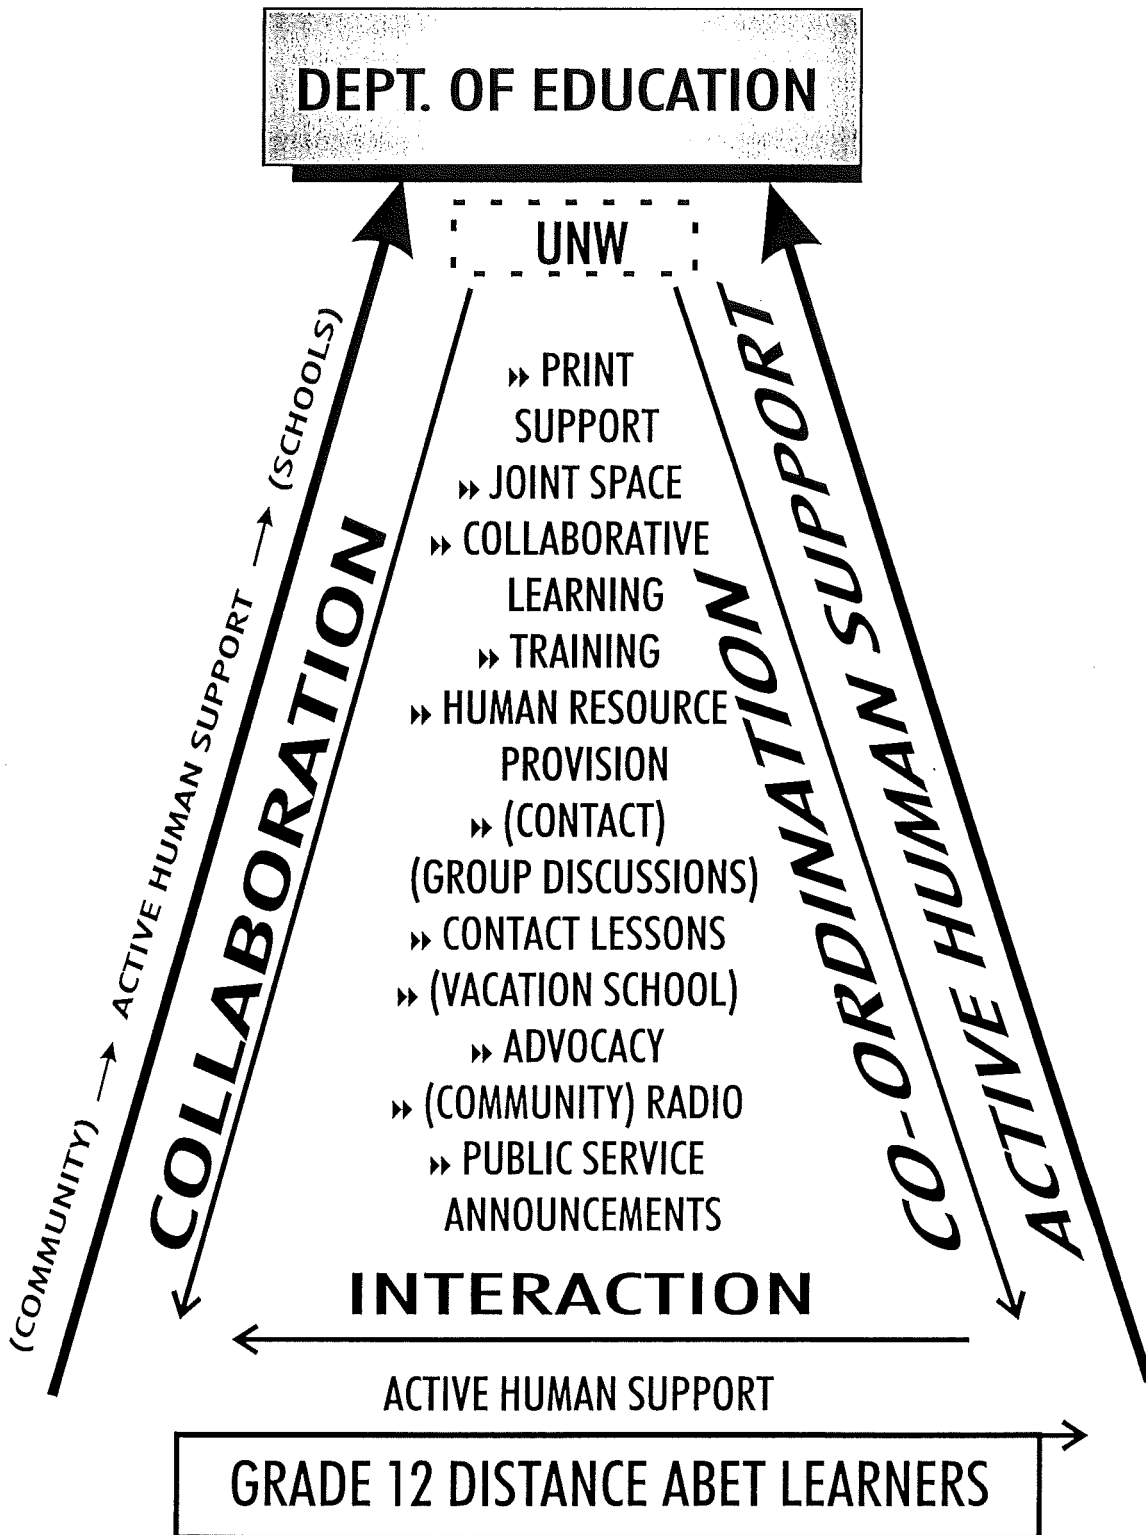 DEPT. OF EDUCATION
UNW
(COMMUNITY) → ACTIVE HUMAN SUPPORT → (SCHOOLS)
COLLABORATION
▸▸ PRINT
SUPPORT
▸▸ JOINT SPACE
▸▸ COLLABORATIVE
LEARNING
▸▸ TRAINING
▸▸ HUMAN RESOURCE
PROVISION
▸▸ (CONTACT)
(GROUP DISCUSSIONS)
▸▸ CONTACT LESSONS
▸▸ (VACATION SCHOOL)
▸▸ ADVOCACY
▸▸ (COMMUNITY) RADIO
▸▸ PUBLIC SERVICE
ANNOUNCEMENTS
CO-ORDINATION
ACTIVE HUMAN SUPPORT
INTERACTION
ACTIVE HUMAN SUPPORT
GRADE 12 DISTANCE ABET LEARNERS